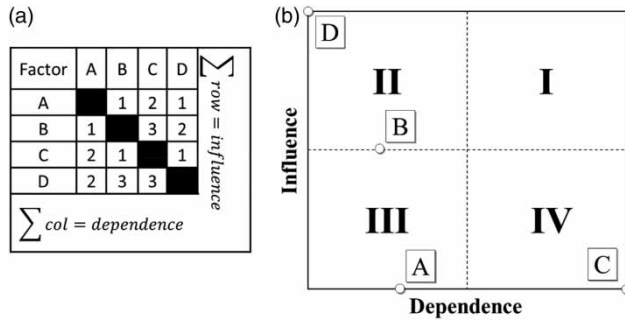 (a)
Factor A B C D
A 1 2 1
B 1 3 2
C 2 1 1
D 2 3 3
∑ row = influence
∑ col = dependence
(b)
D
II
I
B
Influence
III
IV
A
C
Dependence